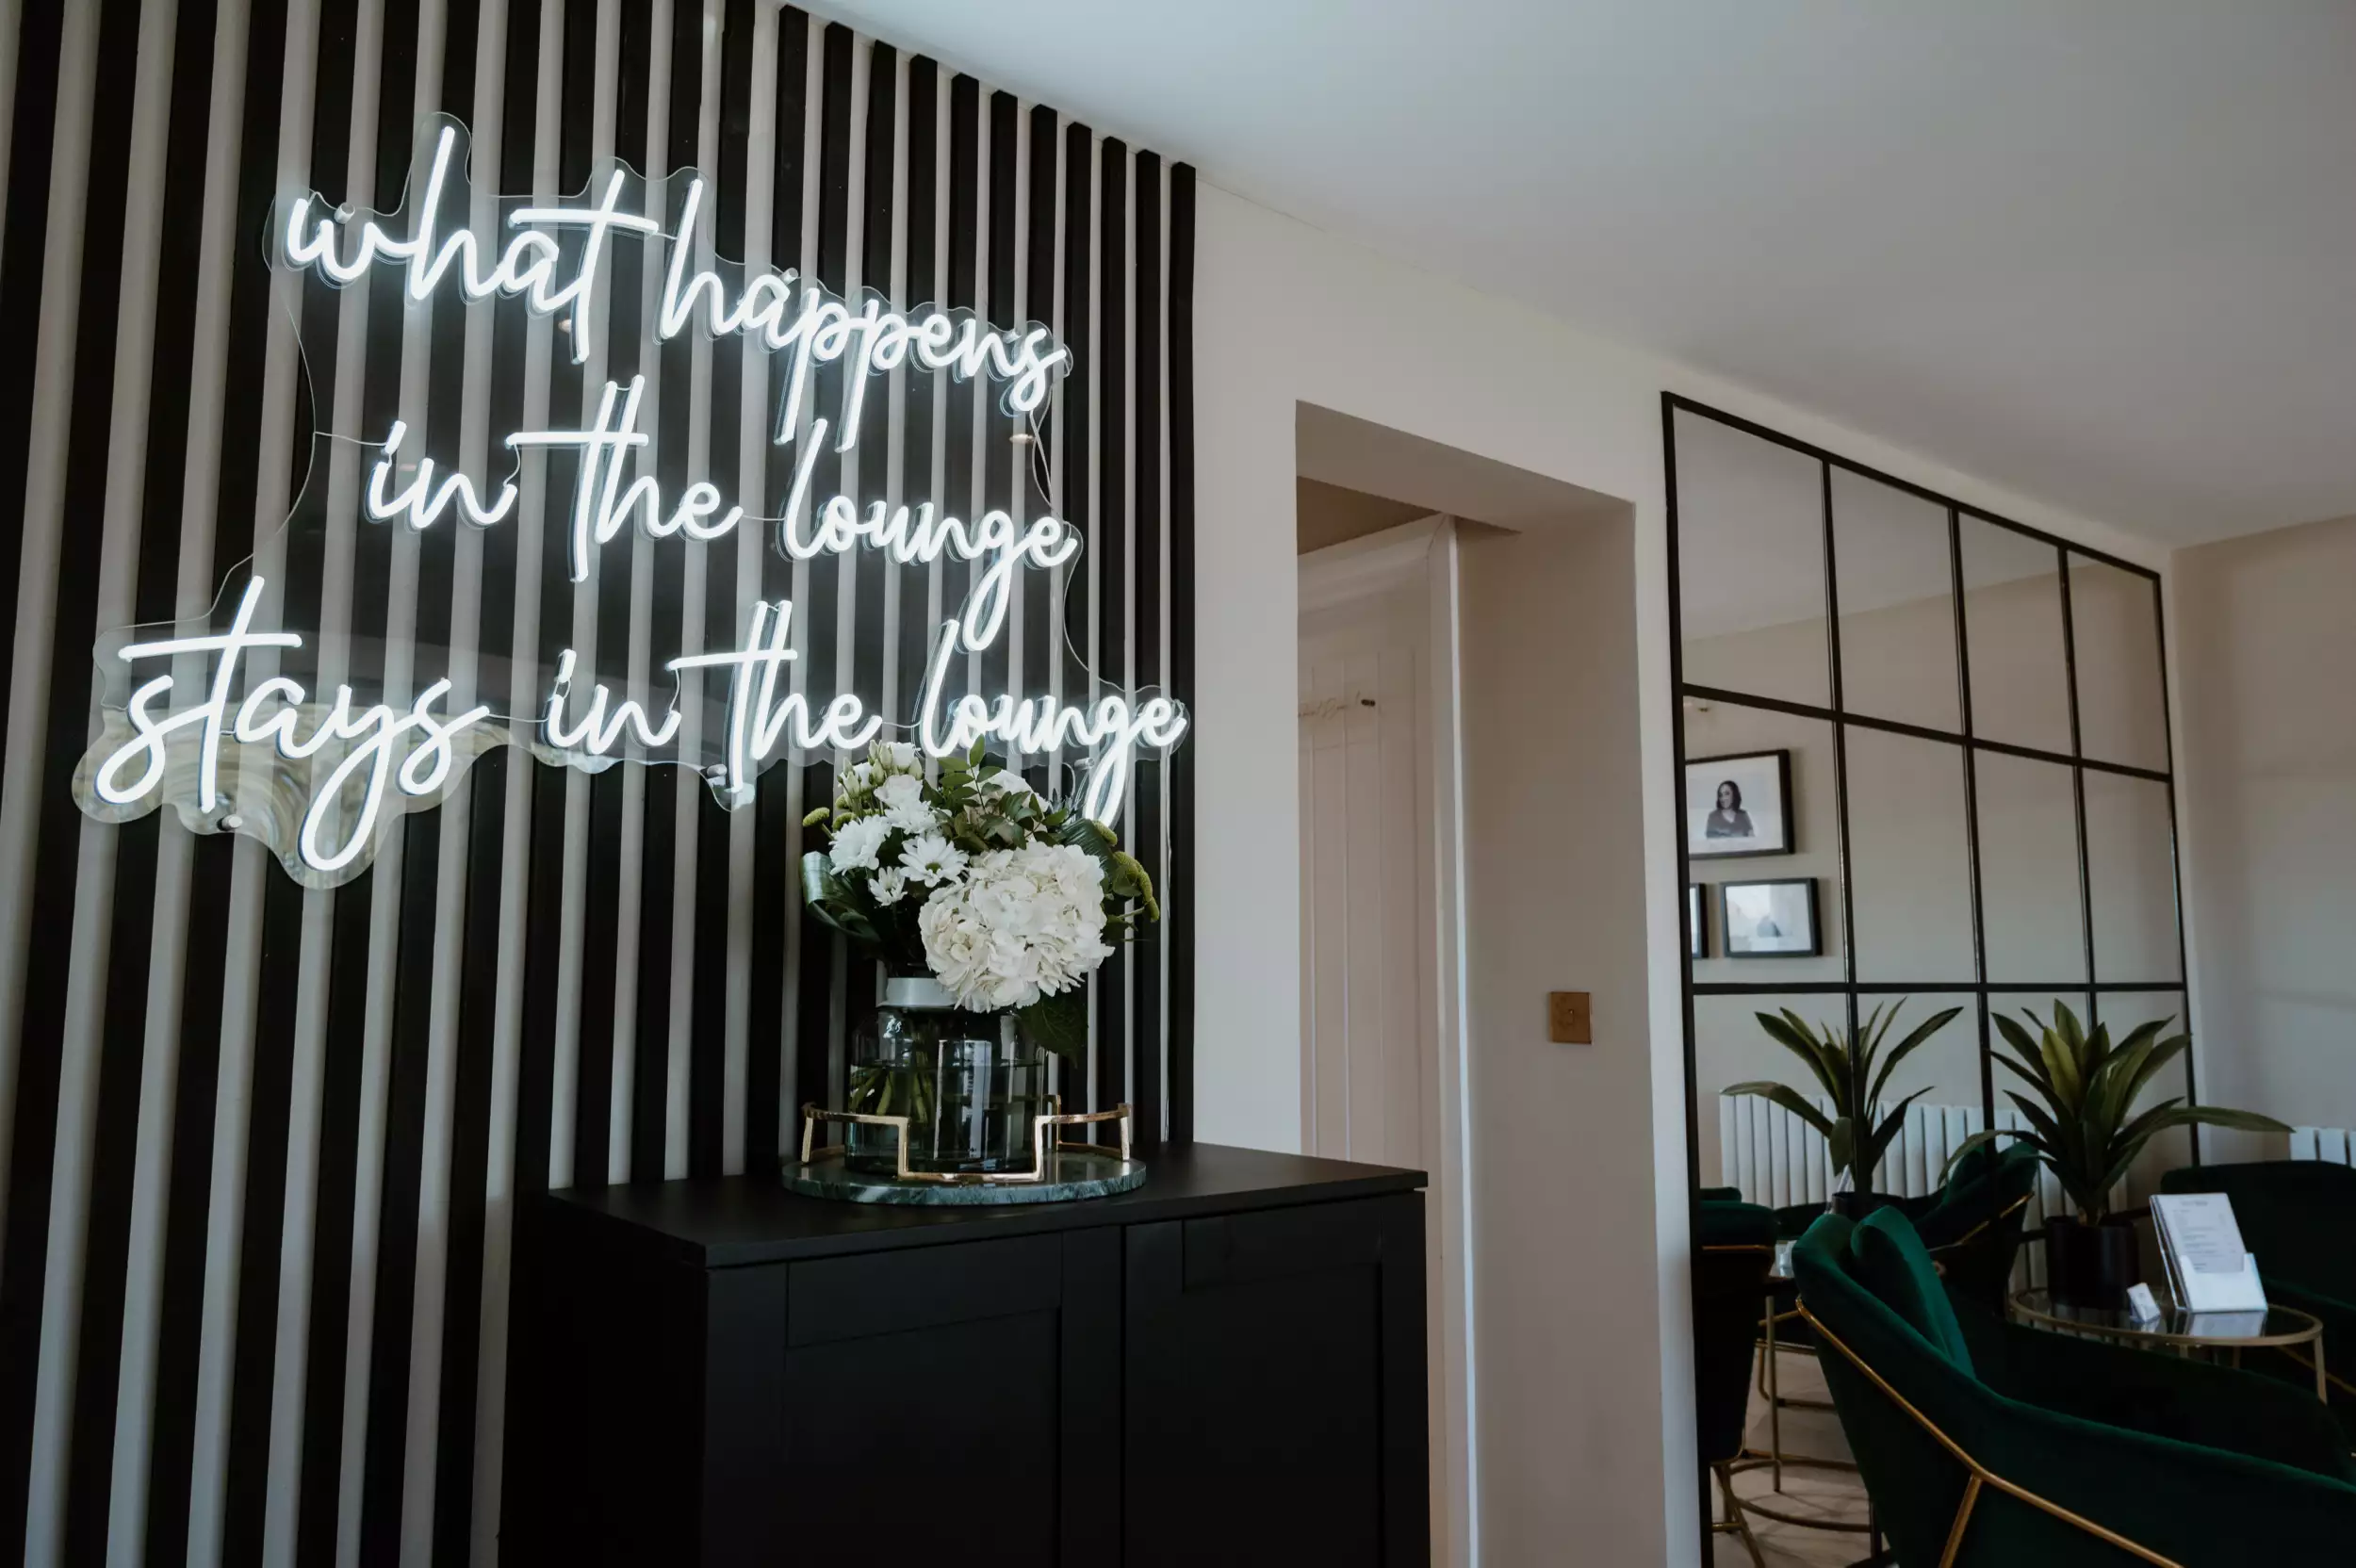 what happens
in the lounge
stays in the lounge